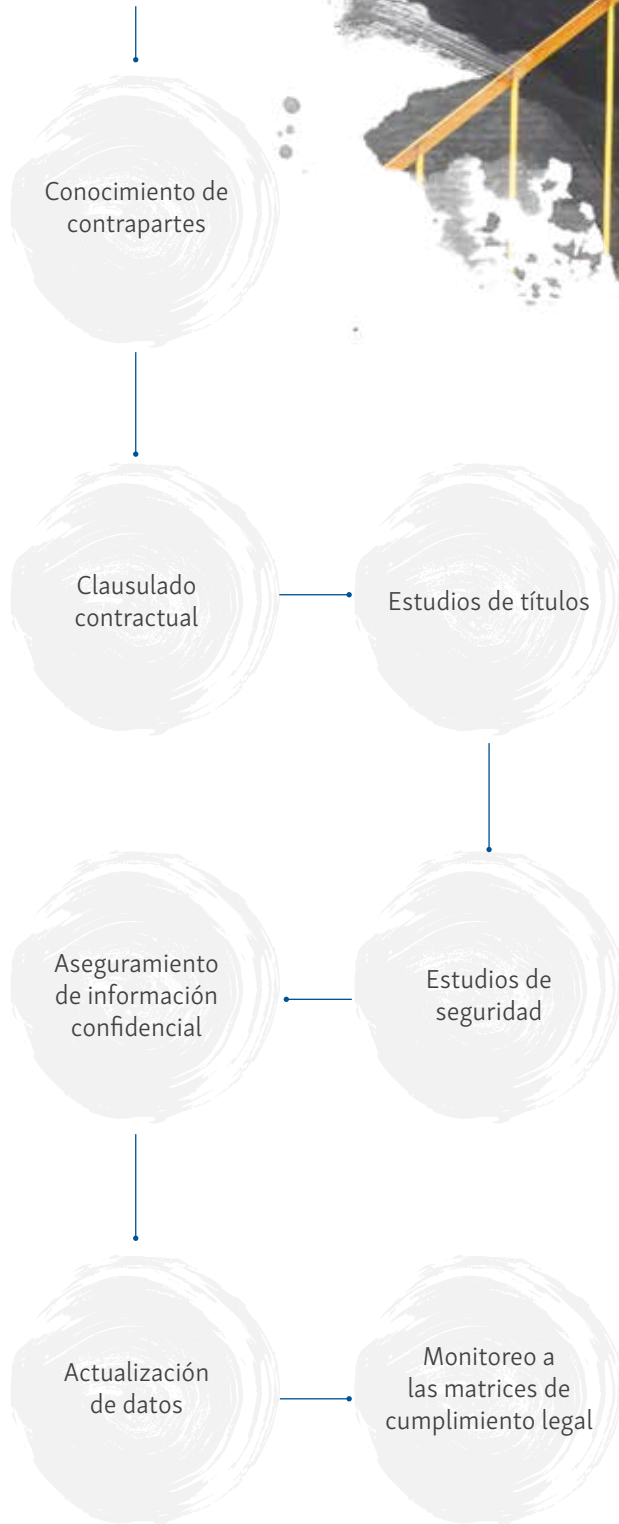 Conocimiento de
contrapartes
Clausulado
contractual
Estudios de títulos
Estudios de
seguridad
Aseguramiento
de información
confidencial
Actualización
de datos
Monitoreo a
las matrices de
cumplimiento legal